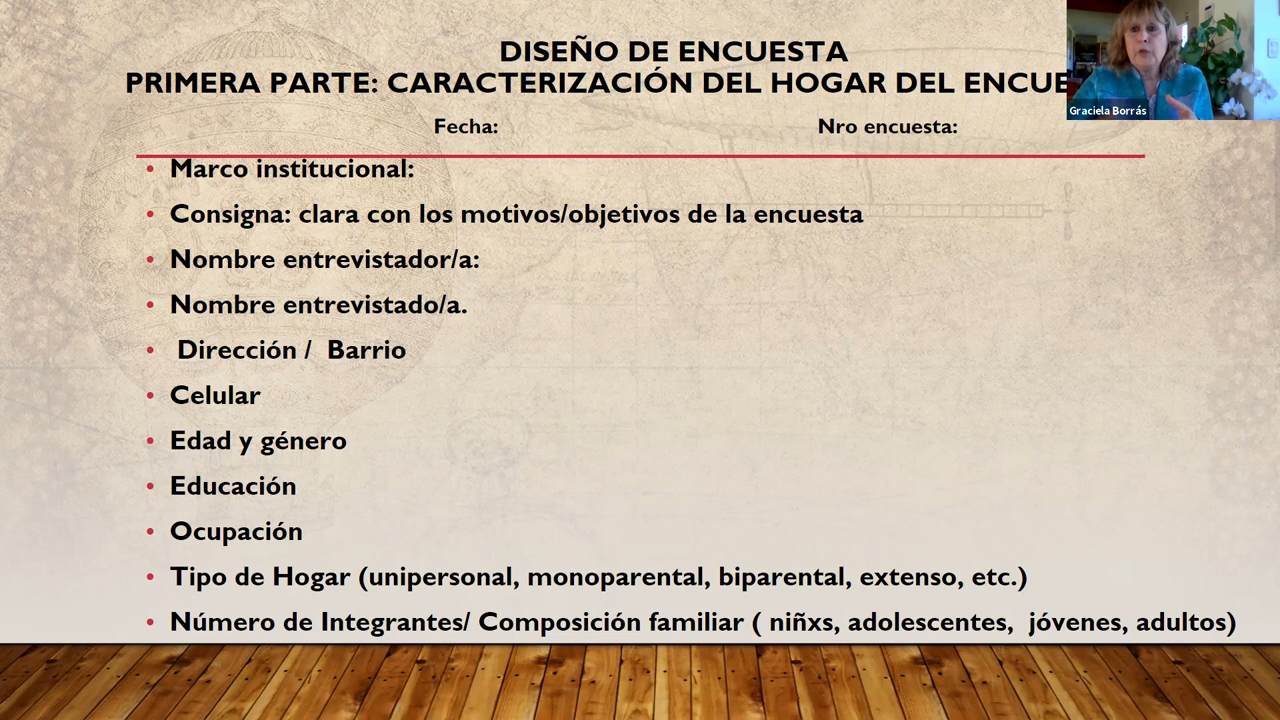 DISEÑO DE ENCUESTA
PRIMERA PARTE: CARACTERIZACIÓN DEL HOGAR DEL
Graciela Borrás
Fecha: Nro encuesta:
• Marco institucional:
• Consigna: clara con los motivos/objetivos de la encuesta
• Nombre entrevistador/a:
• Nombre entrevistado/a.
• Dirección / Barrio
• Celular
• Edad y género
• Educación
• Ocupación
• Tipo de Hogar (unipersonal, monoparental, biparental, extenso, etc.)
• Número de Integrantes/ Composición familiar ( niñxs, adolescentes, jóvenes, adultos)